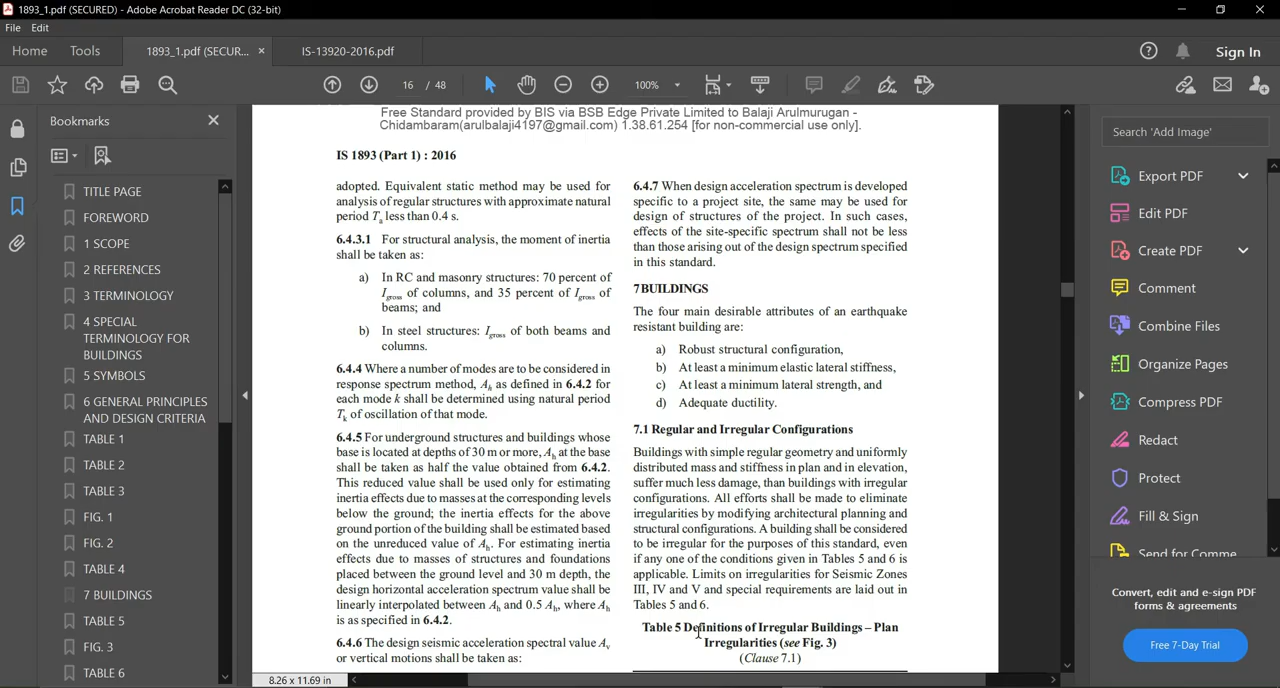 1893_1.pdf (SECURED) - Adobe Acrobat Reader DC (32-bit)
File Edit
Home Tools 1893_1.pdf (SECUR... × IS-13920-2016.pdf Sign In
16 / 48 100%
Bookmarks
TITLE PAGE
FOREWORD
1 SCOPE
2 REFERENCES
3 TERMINOLOGY
4 SPECIAL
TERMINOLOGY FOR
BUILDINGS
5 SYMBOLS
6 GENERAL PRINCIPLES
AND DESIGN CRITERIA
TABLE 1
TABLE 2
TABLE 3
FIG. 1
FIG. 2
TABLE 4
7 BUILDINGS
TABLE 5
FIG. 3
TABLE 6
Free Standard provided by BIS via BSB Edge Private Limited to Balaji Arulmurugan -
Chidambaram(arulbalaji4197@gmail.com) 1.38.61.254 [for non-commercial use only].
IS 1893 (Part 1) : 2016
adopted. Equivalent static method may be used for
analysis of regular structures with approximate natural
period Ta less than 0.4 s.
6.4.3.1 For structural analysis, the moment of inertia
shall be taken as:
a) In RC and masonry structures: 70 percent of
Igross of columns, and 35 percent of Igross of
beams; and
b) In steel structures: Igross of both beams and
columns.
6.4.4 Where a number of modes are to be considered in
response spectrum method, Ah as defined in 6.4.2 for
each mode k shall be determined using natural period
Tk of oscillation of that mode.
6.4.5 For underground structures and buildings whose
base is located at depths of 30 m or more, Ah at the base
shall be taken as half the value obtained from 6.4.2.
This reduced value shall be used only for estimating
inertia effects due to masses at the corresponding levels
below the ground; the inertia effects for the above
ground portion of the building shall be estimated based
on the unreduced value of Ah. For estimating inertia
effects due to masses of structures and foundations
placed between the ground level and 30 m depth, the
design horizontal acceleration spectrum value shall be
linearly interpolated between Ah and 0.5 Ah, where Ah
is as specified in 6.4.2.
6.4.6 The design seismic acceleration spectral value Av
or vertical motions shall be taken as:
6.4.7 When design acceleration spectrum is developed
specific to a project site, the same may be used for
design of structures of the project. In such cases,
effects of the site-specific spectrum shall not be less
than those arising out of the design spectrum specified
in this standard.
7 BUILDINGS
The four main desirable attributes of an earthquake
resistant building are:
a) Robust structural configuration,
b) At least a minimum elastic lateral stiffness,
c) At least a minimum lateral strength, and
d) Adequate ductility.
7.1 Regular and Irregular Configurations
Buildings with simple regular geometry and uniformly
distributed mass and stiffness in plan and in elevation,
suffer much less damage, than buildings with irregular
configurations. All efforts shall be made to eliminate
irregularities by modifying architectural planning and
structural configurations. A building shall be considered
to be irregular for the purposes of this standard, even
if any one of the conditions given in Tables 5 and 6 is
applicable. Limits on irregularities for Seismic Zones
III, IV and V and special requirements are laid out in
Tables 5 and 6.
Table 5 Definitions of Irregular Buildings – Plan
Irregularities (see Fig. 3)
(Clause 7.1)
8.26 x 11.69 in
Search 'Add Image'
Export PDF
Edit PDF
Create PDF
Comment
Combine Files
Organize Pages
Compress PDF
Redact
Protect
Fill & Sign
Send for Comme
Convert, edit and e-sign PDF
forms & agreements
Free 7-Day Trial